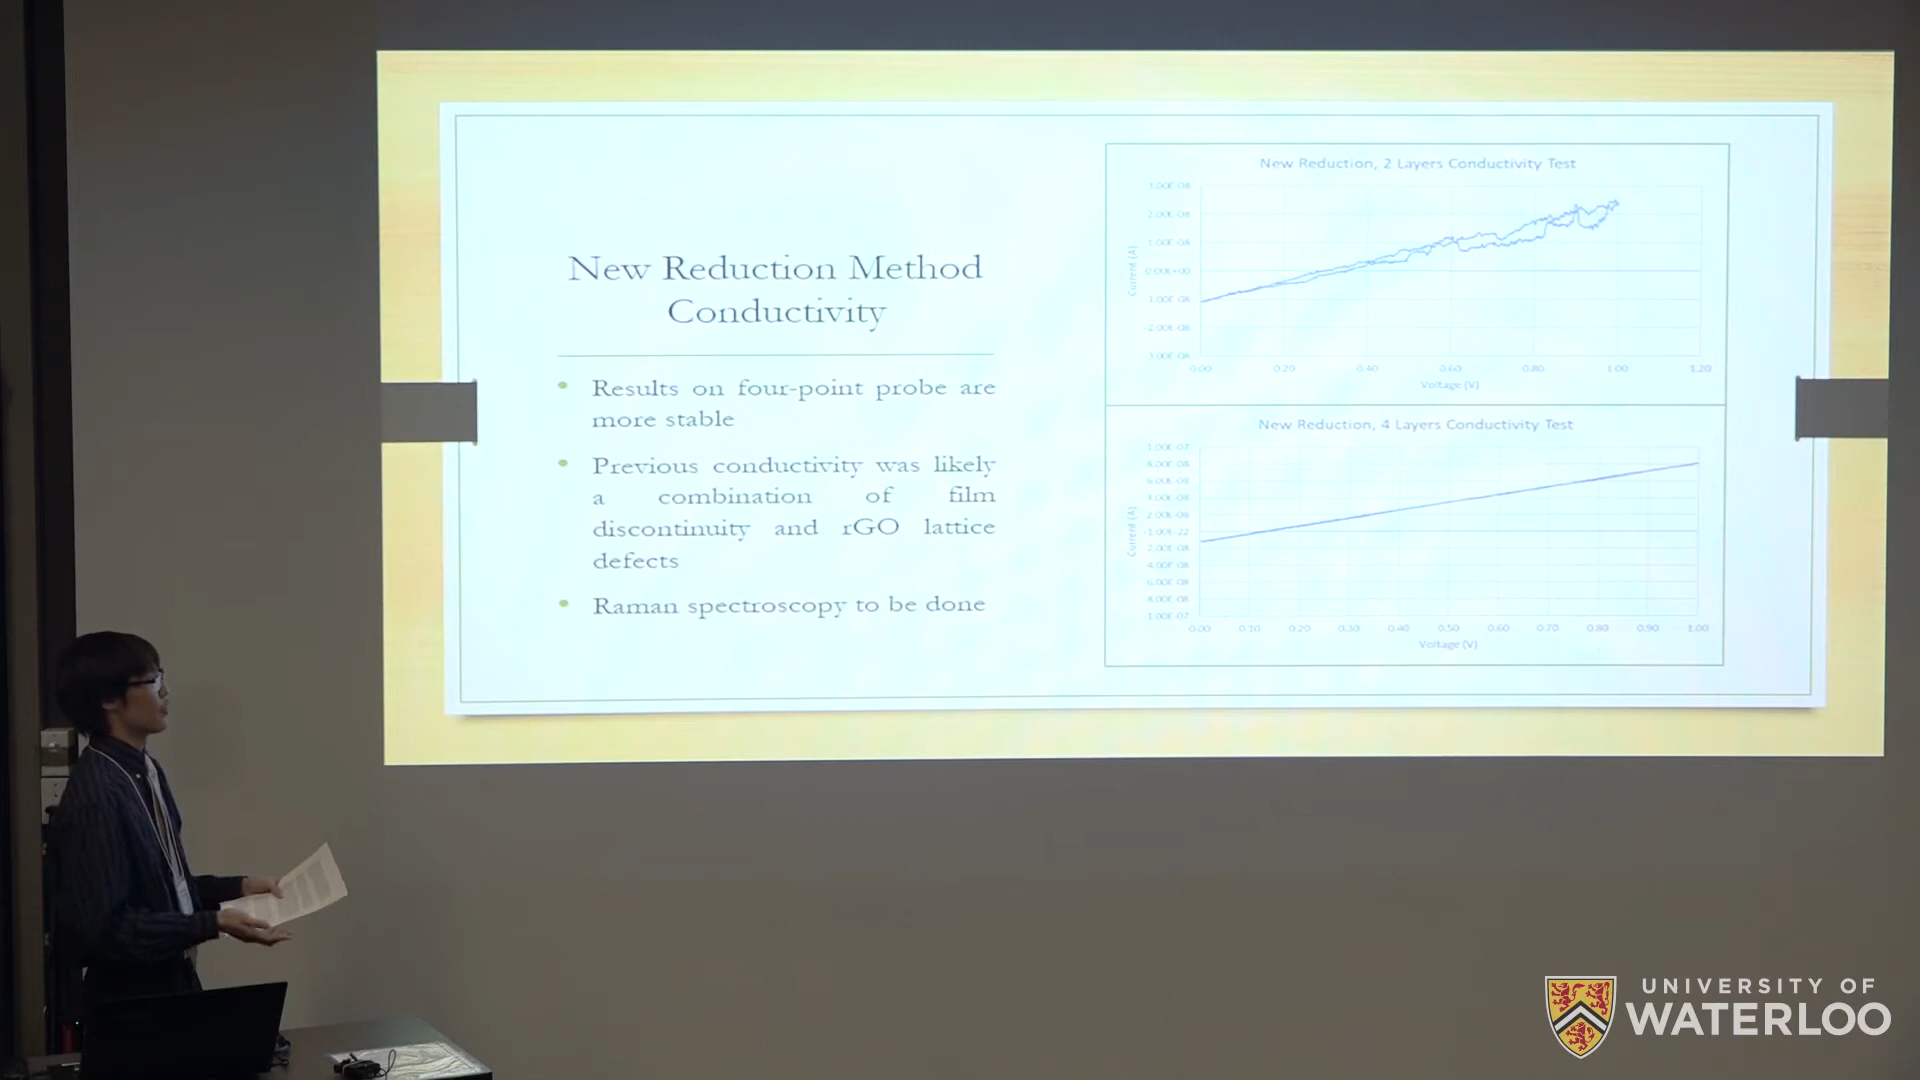 New Reduction Method
Conductivity
Results on four-point probe are
more stable
Previous conductivity was likely
a combination of film
discontinuity and rGO lattice
defects
Raman spectroscopy to be done
New Reduction, 2 Layers Conductivity Test
Current (A)
0.00 0.20 0.40 0.60 0.80 1.00 1.20
Voltage (V)
New Reduction, 4 Layers Conductivity Test
Current (A)
0.00 0.10 0.20 0.30 0.40 0.50 0.60 0.70 0.80 0.90 1.00
Voltage (V)
UNIVERSITY OF
WATERLOO